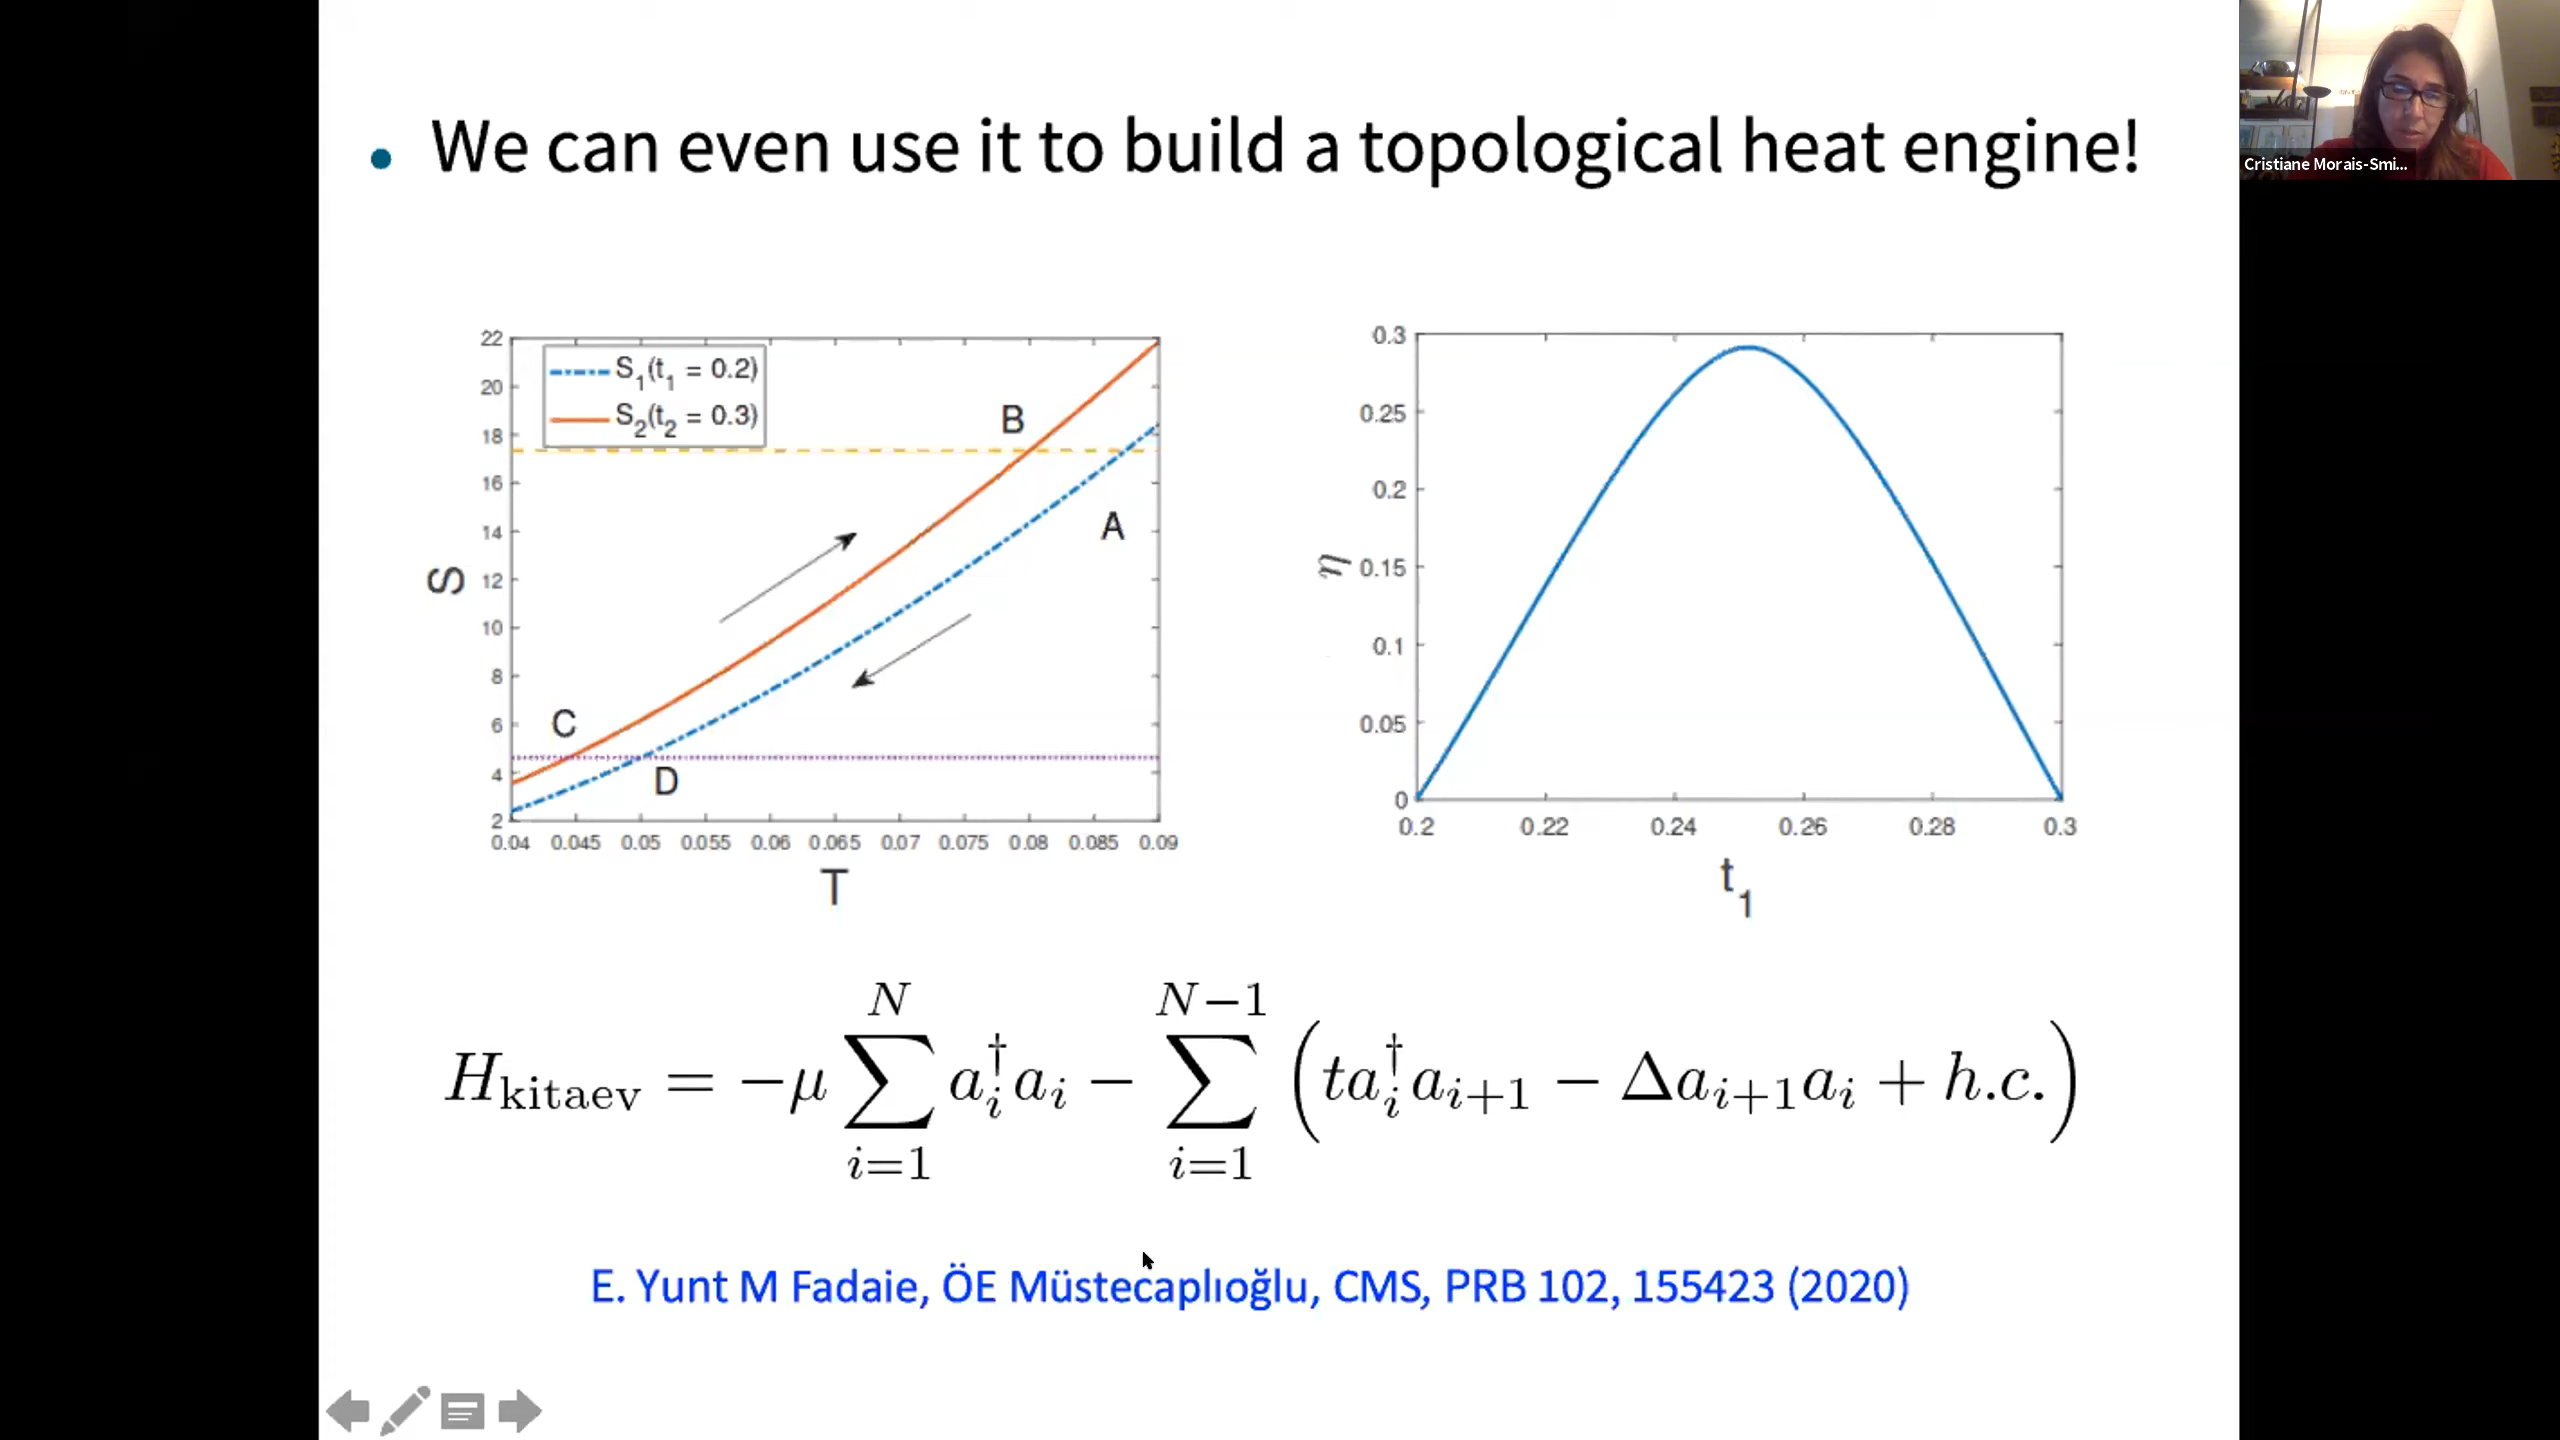 Cristiane Morais-Smi...
• We can even use it to build a topological heat engine!
22
20
18
16
14
12
10
8
6
4
2
S
S₁(t₁ = 0.2)
S₂(t₂ = 0.3)
B
A
C
D
0.04 0.045 0.05 0.055 0.06 0.065 0.07 0.075 0.08 0.085 0.09
T
0.3
0.25
0.2
0.15
0.1
0.05
0
η
0.2 0.22 0.24 0.26 0.28 0.3
t₁
H_kitaev = −μ ∑_{i=1}^{N} a_i^† a_i − ∑_{i=1}^{N−1} (t a_i^† a_{i+1} − Δ a_{i+1} a_i + h.c.)
E. Yunt M Fadaie, ÖE Müstecaplıoğlu, CMS, PRB 102, 155423 (2020)